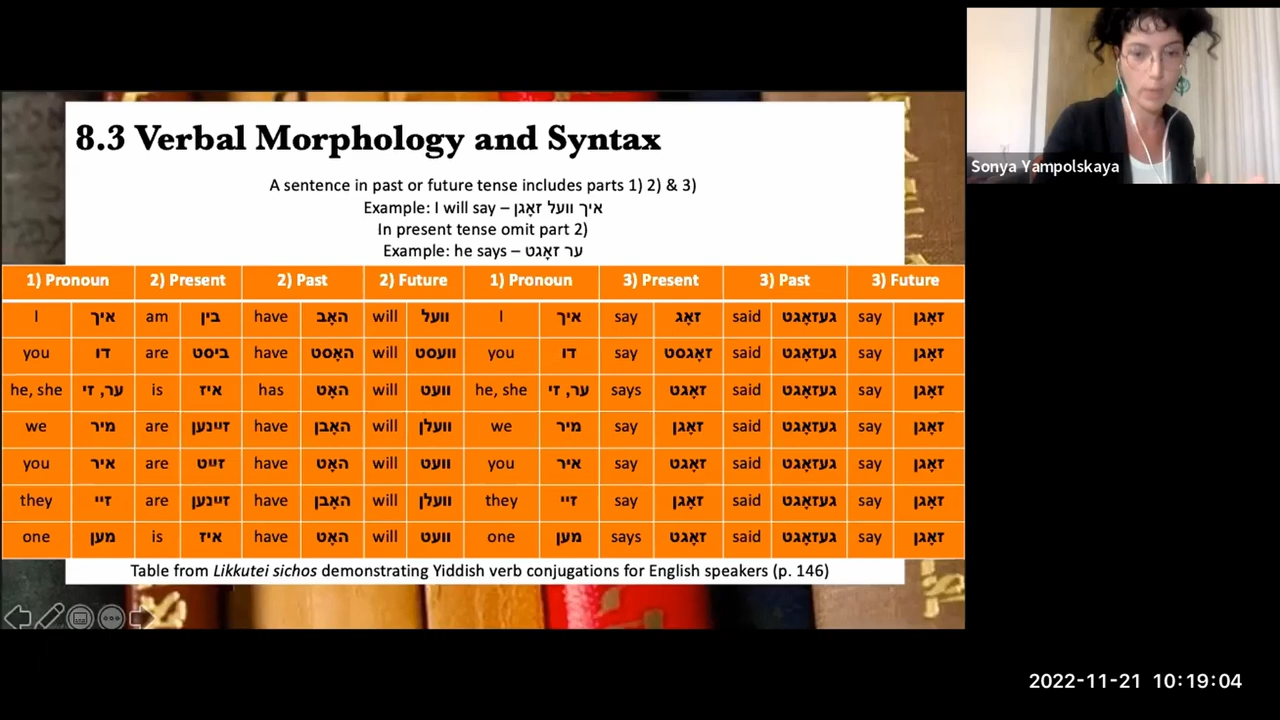 8.3 Verbal Morphology and Syntax
A sentence in past or future tense includes parts 1) 2) & 3)
Example: I will say – איך וועל זאָגן
In present tense omit part 2)
Example: he says – ער זאָגט
1) Pronoun 2) Present 2) Past 2) Future 1) Pronoun 3) Present 3) Past 3) Future
I איך am בין have האָב will וועל I איך say זאָג said געזאָגט say זאָגן
you דו are ביסט have האָסט will וועסט you דו say זאָגסט said געזאָגט say זאָגן
he, she ער, זי is איז has האָט will וועט he, she ער, זי says זאָגט said געזאָגט say זאָגן
we מיר are זײַנען have האָבן will וועלן we מיר say זאָגן said געזאָגט say זאָגן
you איר are זײַט have האָט will וועט you איר say זאָגט said געזאָגט say זאָגן
they זיי are זײַנען have האָבן will וועלן they זיי say זאָגן said געזאָגט say זאָגן
one מען is איז have האָט will וועט one מען says זאָגט said געזאָגט say זאָגן
Table from Likkutei sichos demonstrating Yiddish verb conjugations for English speakers (p. 146)
Sonya Yampolskaya
2022-11-21 10:19:04